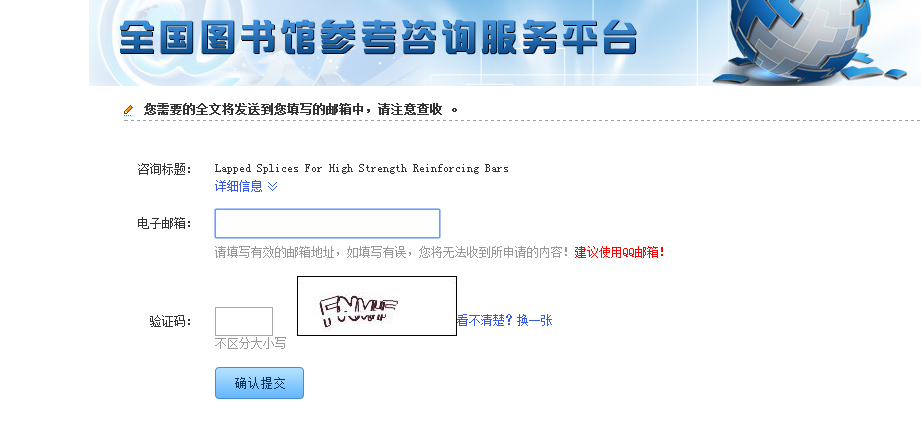 全国图书馆参考咨询服务平台
您需要的全文将发送到您填写的邮箱中，请注意查收 。
咨询标题： Lapped Splices For High Strength Reinforcing Bars
详细信息
电子邮箱：
请填写有效的邮箱地址，如填写有误，您将无法收到所申请的内容！建议使用QQ邮箱！
验证码： 看不清楚？换一张
不区分大小写
确认提交